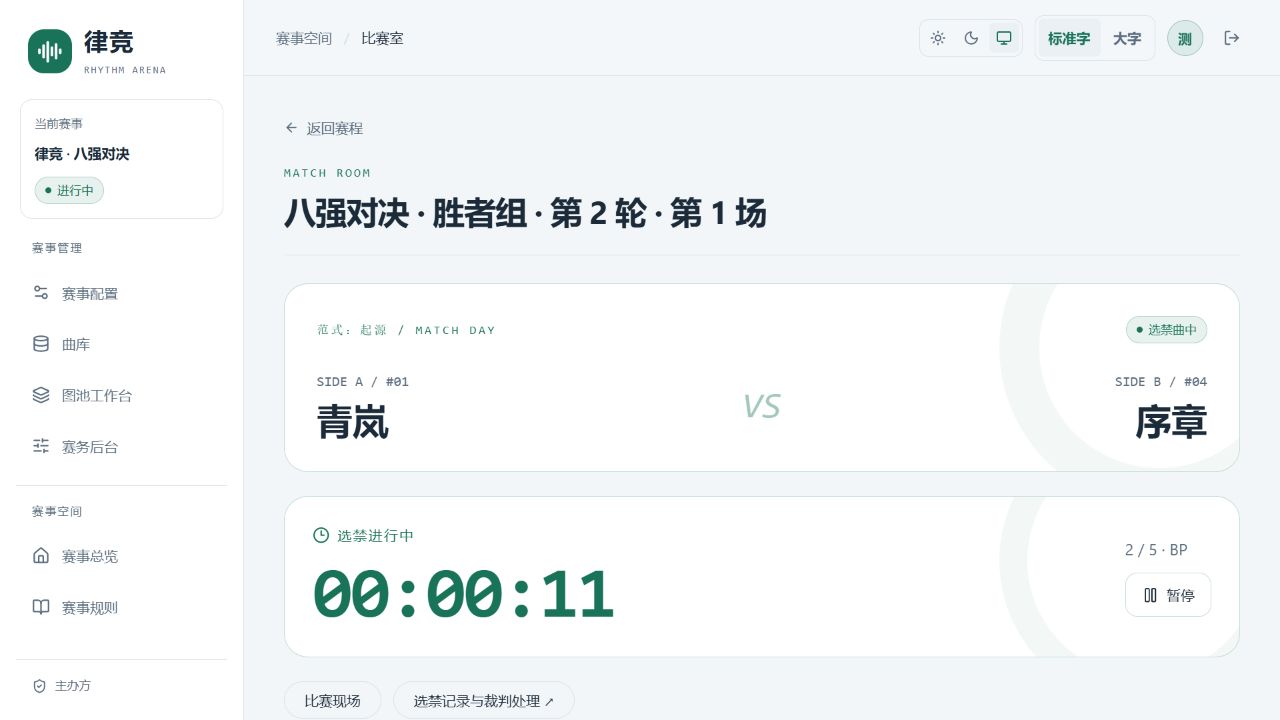 律竞
RHYTHM ARENA
当前赛事
律竞 · 八强对决
进行中
赛事管理
赛事配置
曲库
图池工作台
赛务后台
赛事空间
赛事总览
赛事规则
主办方
赛事空间 / 比赛室
标准字 大字 测
返回赛程
MATCH ROOM
八强对决 · 胜者组 · 第 2 轮 · 第 1 场
范式：起源 / MATCH DAY
选禁曲中
SIDE A / #01
青岚
VS
SIDE B / #04
序章
选禁进行中
00:00:11
2 / 5 · BP
暂停
比赛现场
选禁记录与裁判处理 ↗